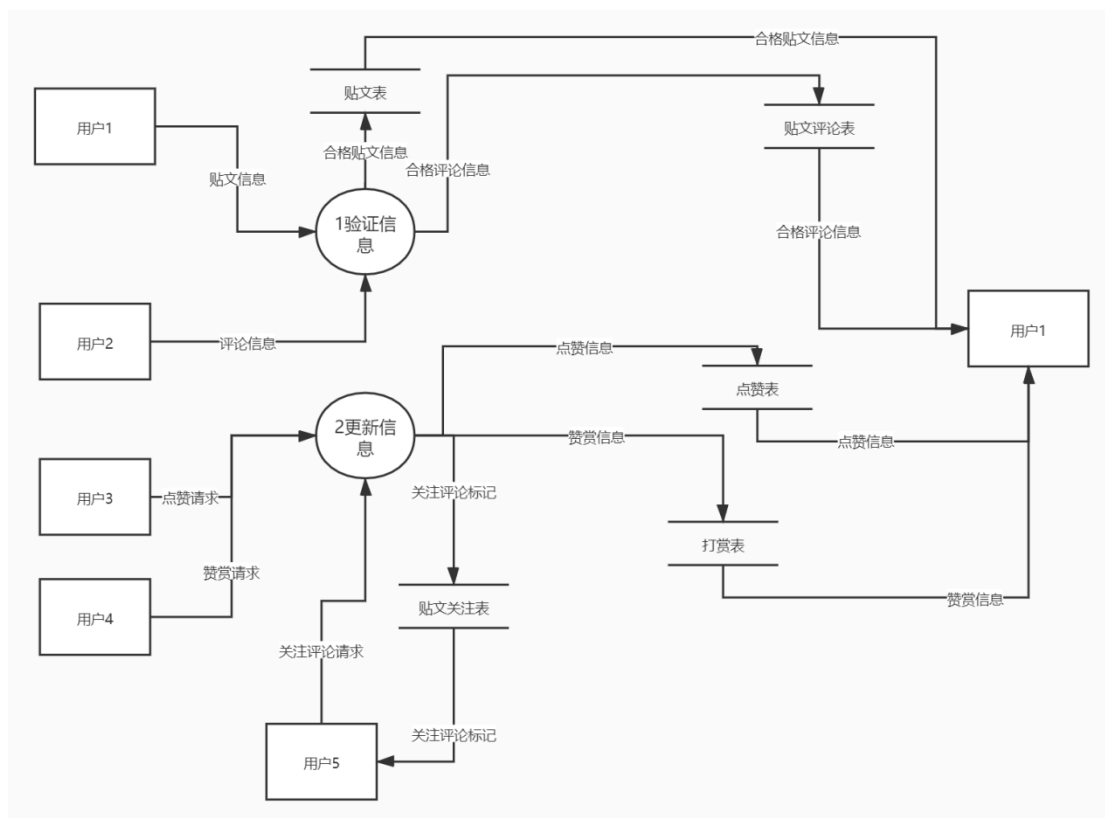 合格贴文信息
贴文表
用户1
贴文评论表
合格贴文信息
合格评论信息
贴文信息
1验证信
息
合格评论信息
用户2
评论信息
用户1
点赞信息
点赞表
2更新信
息
赞赏信息
点赞信息
用户3
点赞请求
关注评论标记
打赏表
赞赏请求
赞赏信息
贴文关注表
用户4
关注评论请求
关注评论标记
用户5